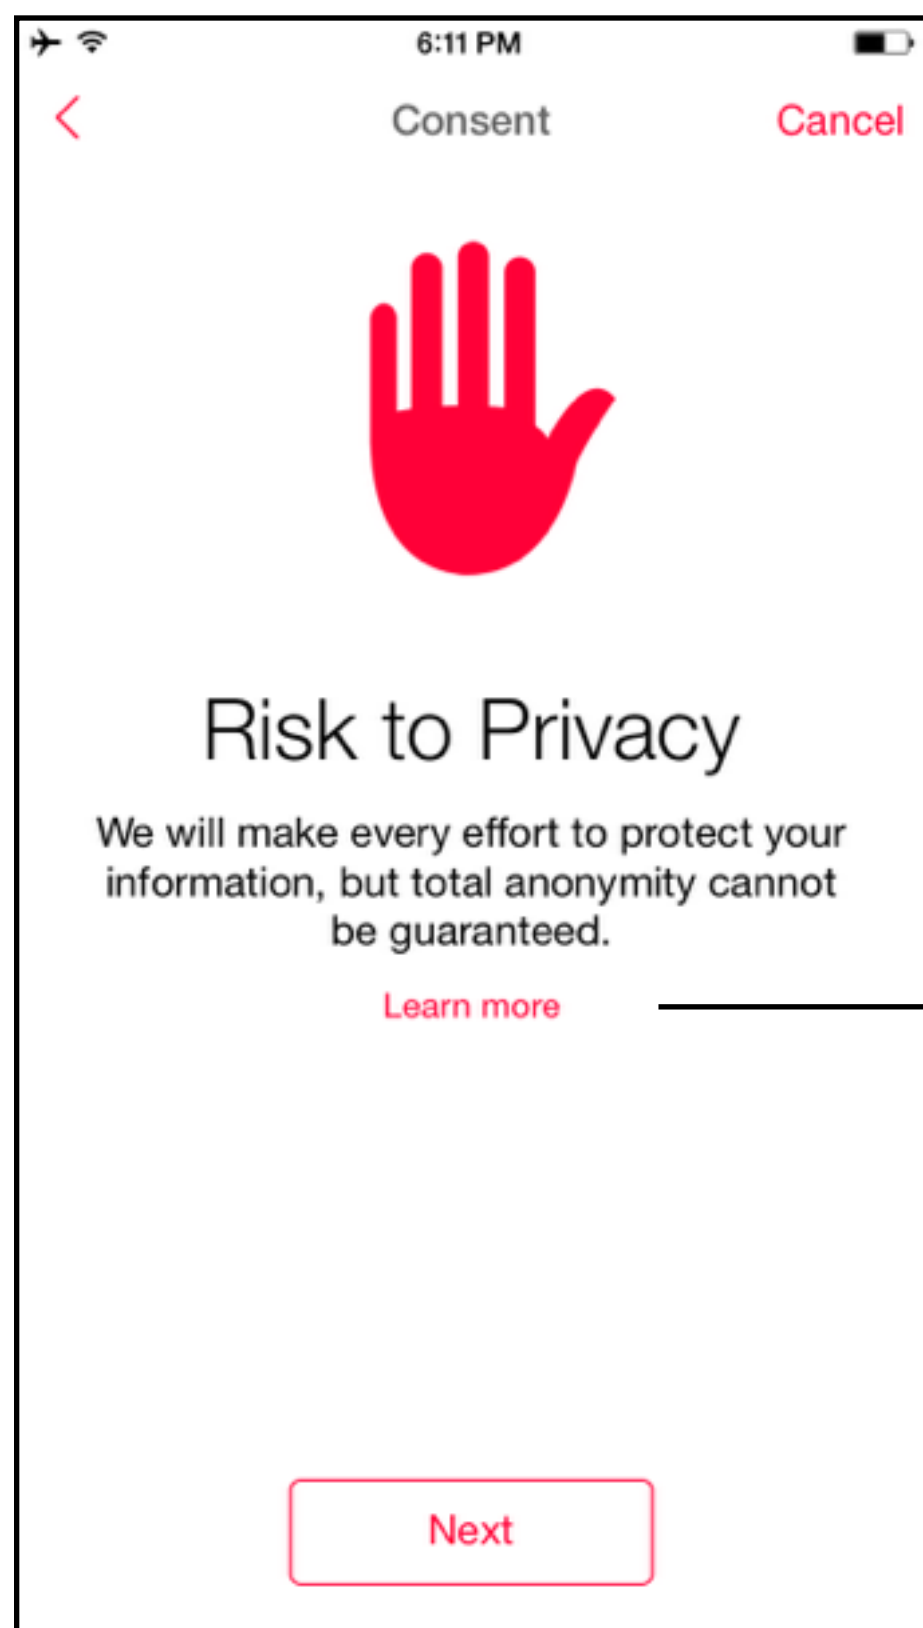 6:11 PM
Consent
Cancel
Risk to Privacy
We will make every effort to protect your
information, but total anonymity cannot
be guaranteed.
Learn more
Next